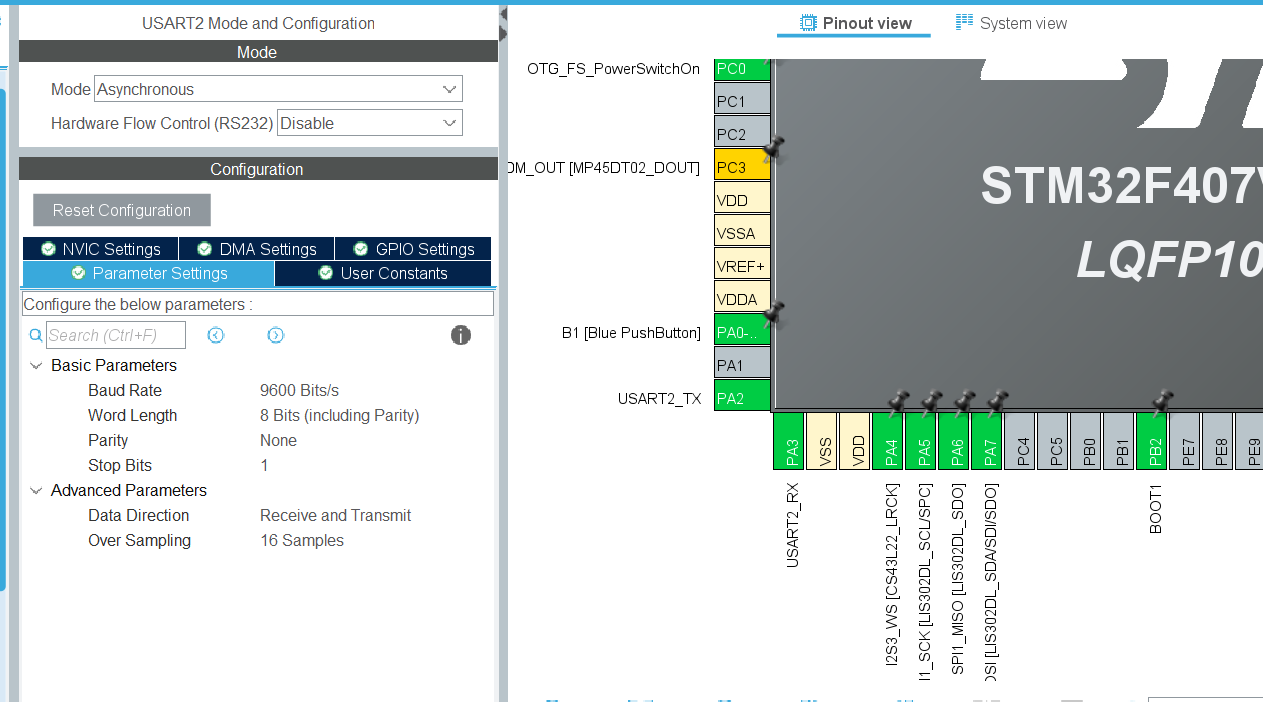 USART2 Mode and Configuration
Mode
Mode Asynchronous
Hardware Flow Control (RS232) Disable
Configuration
Reset Configuration
NVIC Settings DMA Settings GPIO Settings
Parameter Settings User Constants
Configure the below parameters :
Search (Ctrl+F)
Basic Parameters
Baud Rate 9600 Bits/s
Word Length 8 Bits (including Parity)
Parity None
Stop Bits 1
Advanced Parameters
Data Direction Receive and Transmit
Over Sampling 16 Samples
Pinout view System view
OTG_FS_PowerSwitchOn PC0
PC1
PC2
DM_OUT [MP45DT02_DOUT] PC3
VDD
VSSA
VREF+
VDDA
B1 [Blue PushButton] PA0-..
PA1
USART2_TX PA2
STM32F407V
LQFP10
PA3
VSS
VDD
PA4
PA5
PA6
PA7
PC4
PC5
PB0
PB1
PB2
PE7
PE8
PE9
USART2_RX
I2S3_WS [CS43L22_LRCK]
I1_SCK [LIS302DL_SCL/SPC]
SPI1_MISO [LIS302DL_SDO]
OSI [LIS302DL_SDA/SDI/SDO]
BOOT1